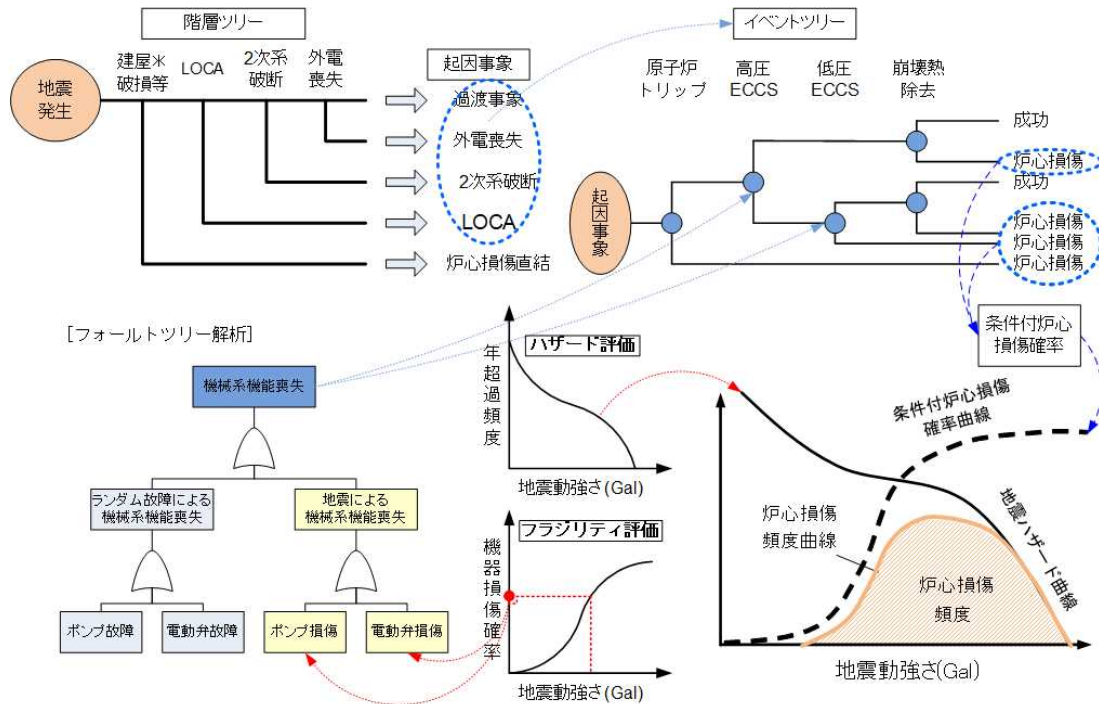 階層ツリー
地震
発生
建屋※
破損等
LOCA
2次系
破断
外電
喪失
起因事象
過渡事象
外電喪失
2次系破断
LOCA
炉心損傷直結
イベントツリー
原子炉
トリップ
高圧
ECCS
低圧
ECCS
崩壊熱
除去
起因事象
成功
炉心損傷
成功
炉心損傷
炉心損傷
炉心損傷
条件付炉心
損傷確率
[フォールトツリー解析]
機械系機能喪失
ランダム故障による
機械系機能喪失
地震による
機械系機能喪失
ポンプ故障
電動弁故障
ポンプ損傷
電動弁損傷
ハザード評価
年超過頻度
地震動強さ(Gal)
フラジリティ評価
機器損傷確率
地震動強さ(Gal)
条件付炉心損傷
確率曲線
炉心損傷
頻度曲線
地震ハザード曲線
炉心損傷
頻度
地震動強さ(Gal)